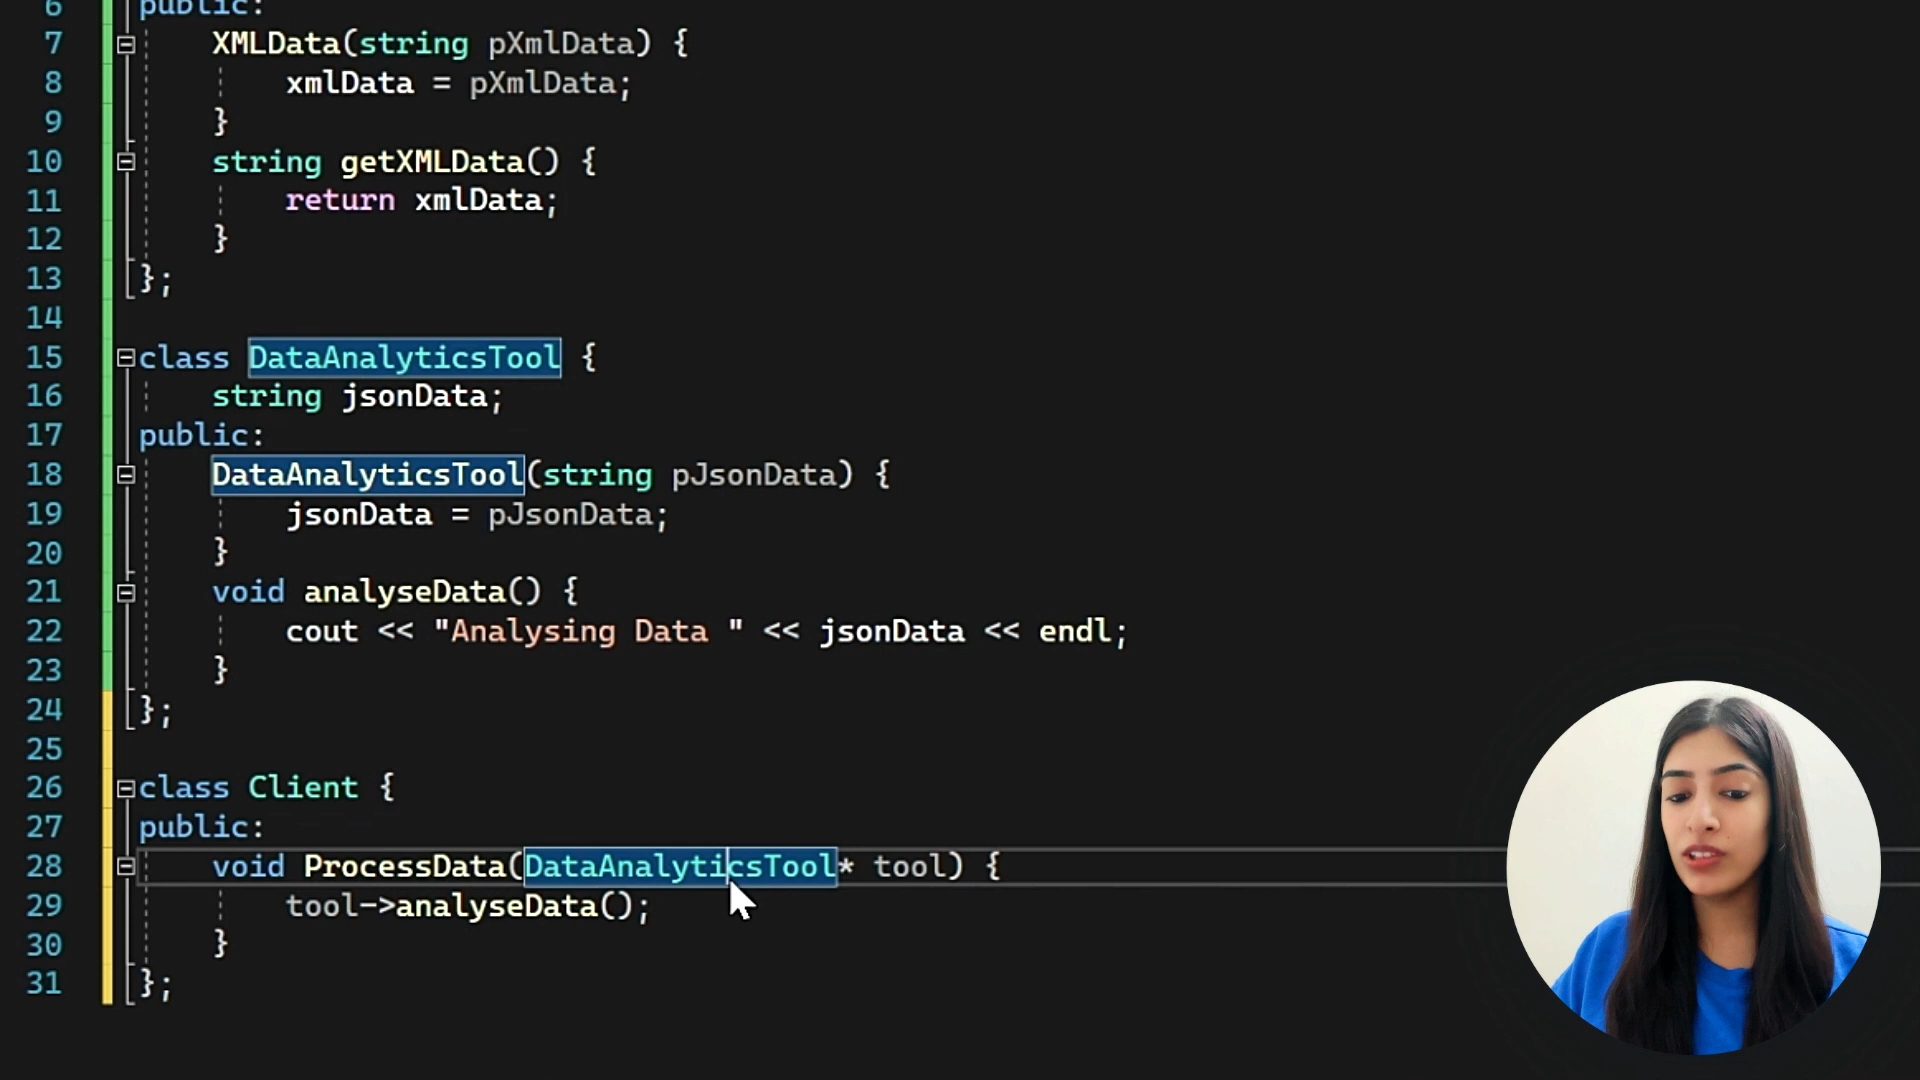 6 public:
7 XMLData(string pXmlData) {
8 xmlData = pXmlData;
9 }
10 string getXMLData() {
11 return xmlData;
12 }
13 };
14
15 class DataAnalyticsTool {
16 string jsonData;
17 public:
18 DataAnalyticsTool(string pJsonData) {
19 jsonData = pJsonData;
20 }
21 void analyseData() {
22 cout << "Analysing Data " << jsonData << endl;
23 }
24 };
25
26 class Client {
27 public:
28 void ProcessData(DataAnalyticsTool* tool) {
29 tool->analyseData();
30 }
31 };